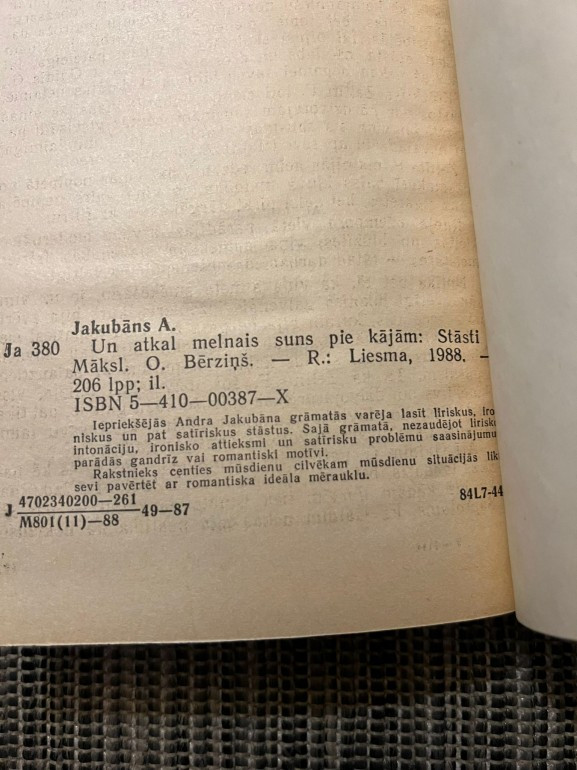 Jakubāns A.
Ja 380 Un atkal melnais suns pie kājām: Stāsti
Māksl. O. Bērziņš. — R.: Liesma, 1988. —
206 lpp; il.
ISBN 5—410—00387—X
Iepriekšējās Andra Jakubāna grāmatās varēja lasīt liriskus, iro
niskus un pat satīriskus stāstus. Sajā grāmatā, nezaudējot lirisk
intonāciju, ironisko attieksmi un satīrisku problēmu saasinājumu
parādās gandrīz vai romantiski motīvi.
Rakstnieks centies mūsdienu cilvēkam mūsdienu situācijās lik
sevi pavērtēt ar romantiska ideāla mērauklu.
J 4702340200—261
M801(11)—88 49—87
84L7-44